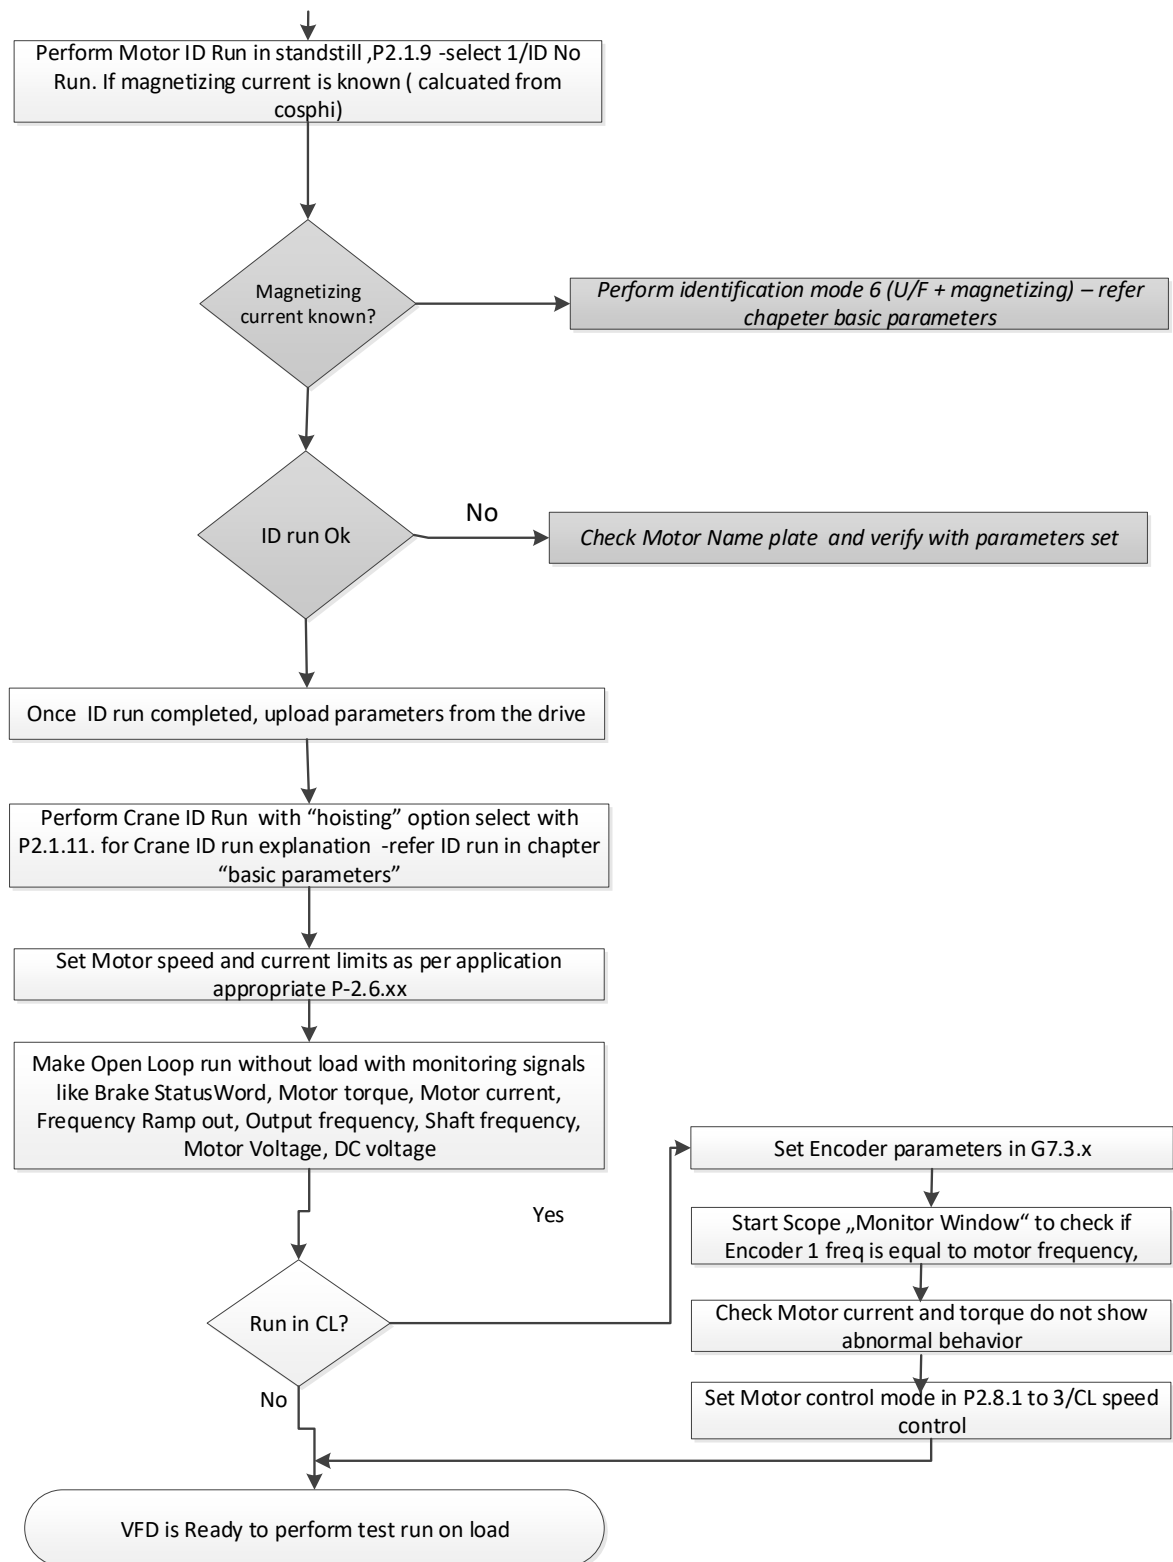 Perform Motor ID Run in standstill ,P2.1.9 -select 1/ID No
Run. If magnetizing current is known ( calcuated from
cosphi)
Magnetizing
current known?
Perform identification mode 6 (U/F + magnetizing) – refer
chapeter basic parameters
ID run Ok
No
Check Motor Name plate  and verify with parameters set
Once  ID run completed, upload parameters from the drive
Perform Crane ID Run  with “hoisting” option select with
P2.1.11. for Crane ID run explanation  -refer ID run in chapter
“basic parameters”
Set Motor speed and current limits as per application
appropriate P-2.6.xx
Make Open Loop run without load with monitoring signals
like Brake StatusWord, Motor torque, Motor current,
Frequency Ramp out, Output frequency, Shaft frequency,
Motor Voltage, DC voltage
Yes
Run in CL?
No
Set Encoder parameters in G7.3.x
Start Scope „Monitor Window“ to check if
Encoder 1 freq is equal to motor frequency,
Check Motor current and torque do not show
abnormal behavior
Set Motor control mode in P2.8.1 to 3/CL speed
control
VFD is Ready to perform test run on load